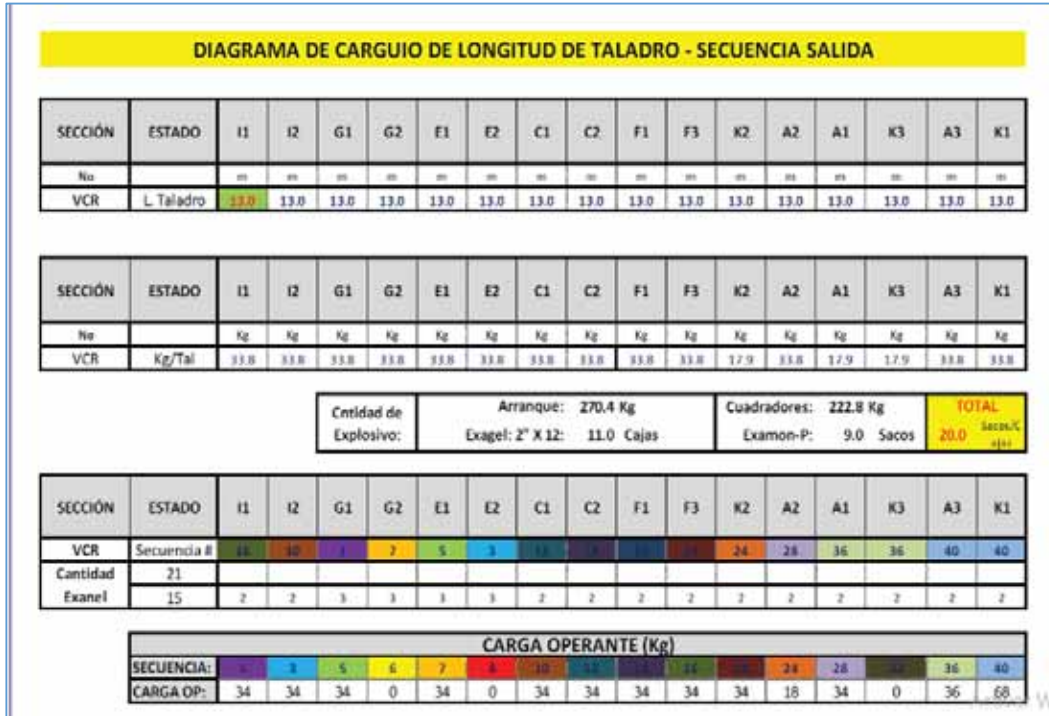 DIAGRAMA DE CARGUIO DE LONGITUD DE TALADRO - SECUENCIA SALIDA
SECCIÓN ESTADO I1 I2 G1 G2 E1 E2 C1 C2 F1 F3 K2 A2 A1 K3 A3 K1
No m m m m m m m m m m m m m m m m
VCR L. Taladro 13.0 13.0 13.0 13.0 13.0 13.0 13.0 13.0 13.0 13.0 13.0 13.0 13.0 13.0 13.0 13.0
SECCIÓN ESTADO I1 I2 G1 G2 E1 E2 C1 C2 F1 F3 K2 A2 A1 K3 A3 K1
No Kg Kg Kg Kg Kg Kg Kg Kg Kg Kg Kg Kg Kg Kg Kg Kg
VCR Kg/Tal 33.8 33.8 33.8 33.8 33.8 33.8 33.8 33.8 33.8 33.8 17.9 33.8 17.9 17.9 33.8 33.8
Cntidad de Explosivo: Arranque: 270.4 Kg Cuadradores: 222.8 Kg TOTAL
Exagel: 2" X 12: 11.0 Cajas Examon-P: 9.0 Sacos 20.0
SECCIÓN ESTADO I1 I2 G1 G2 E1 E2 C1 C2 F1 F3 K2 A2 A1 K3 A3 K1
VCR Secuencia # 10 7 5 3 24 28 36 36 40 40
Cantidad 21
Exanel 15 2 2 3 3 3 3 2 2 2 2 2 2 2 2 2 2
CARGA OPERANTE (Kg)
SECUENCIA: 3 5 6 7 8 10 24 28 36 40
CARGA OP: 34 34 34 0 34 0 34 34 34 34 34 18 34 0 36 68